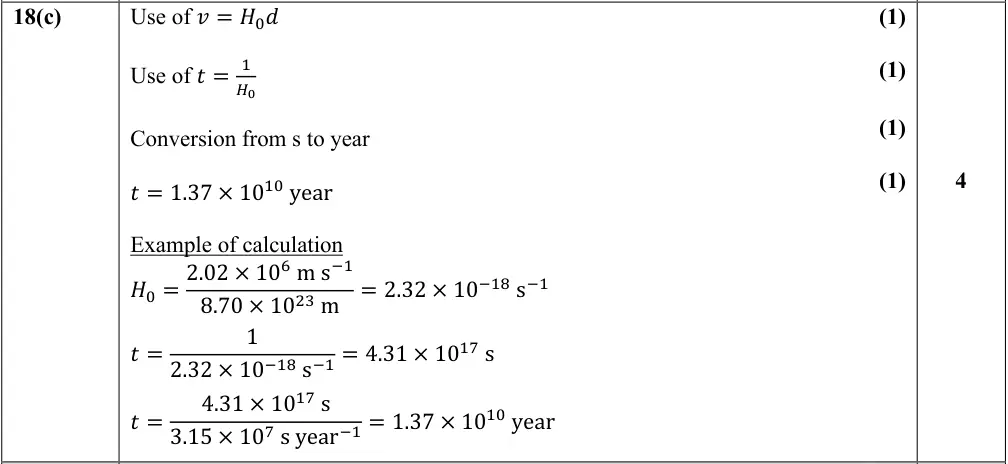 18(c) Use of 𝑣 = 𝐻₀𝑑 (1)
Use of 𝑡 = 1/𝐻₀ (1)
Conversion from s to year (1)
𝑡 = 1.37 × 10¹⁰ year (1) 4
Example of calculation
𝐻₀ = 2.02 × 10⁶ m s⁻¹ / 8.70 × 10²³ m = 2.32 × 10⁻¹⁸ s⁻¹
𝑡 = 1 / 2.32 × 10⁻¹⁸ s⁻¹ = 4.31 × 10¹⁷ s
𝑡 = 4.31 × 10¹⁷ s / 3.15 × 10⁷ s year⁻¹ = 1.37 × 10¹⁰ year